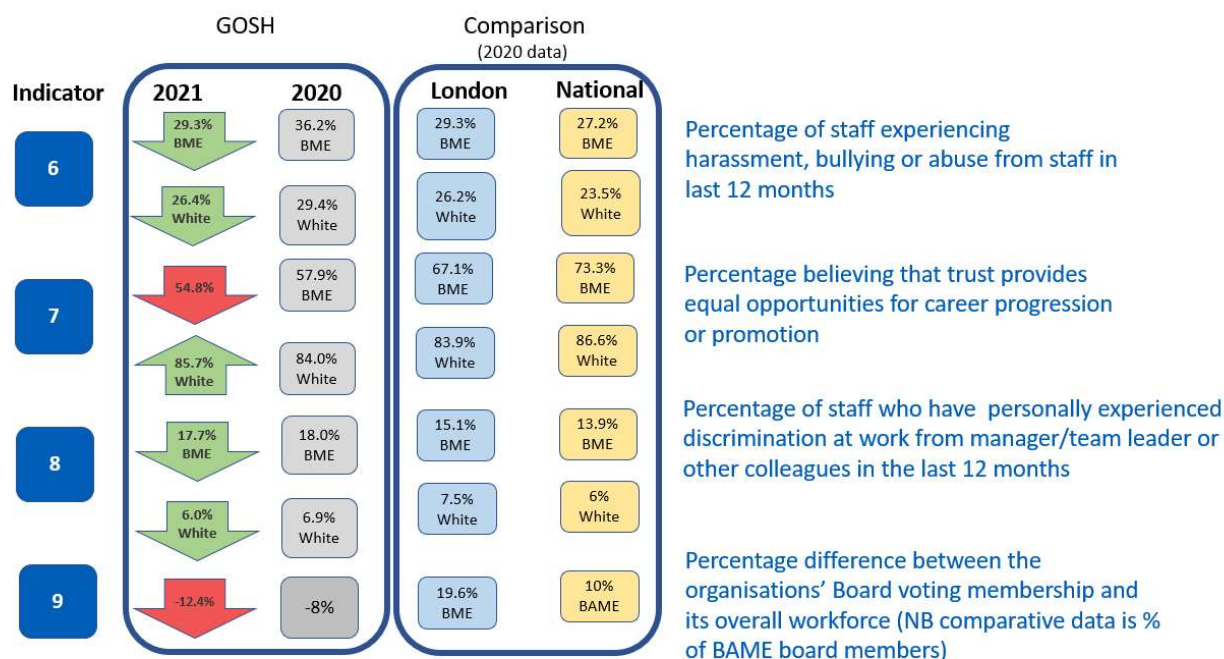 GOSH
Comparison
(2020 data)
Indicator
2021
2020
London
National
6
29.3%
BME
36.2%
BME
29.3%
BME
27.2%
BME
Percentage of staff experiencing
harassment, bullying or abuse from staff in
last 12 months
26.4%
White
29.4%
White
26.2%
White
23.5%
White
7
54.8%
57.9%
BME
67.1%
BME
73.3%
BME
Percentage believing that trust provides
equal opportunities for career progression
or promotion
85.7%
White
84.0%
White
83.9%
White
86.6%
White
8
17.7%
BME
18.0%
BME
15.1%
BME
13.9%
BME
Percentage of staff who have  personally experienced
discrimination at work from manager/team leader or
other colleagues in the last 12 months
6.0%
White
6.9%
White
7.5%
White
6%
White
9
-12.4%
-8%
19.6%
BME
10%
BAME
Percentage difference between the
organisations’ Board voting membership and
its overall workforce (NB comparative data is %
of BAME board members)